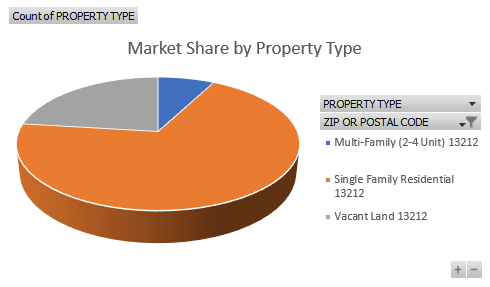 Count of PROPERTY TYPE
Market Share by Property Type
PROPERTY TYPE
ZIP OR POSTAL CODE
Multi-Family (2-4 Unit) 13212
Single Family Residential
13212
Vacant Land 13212
+ −